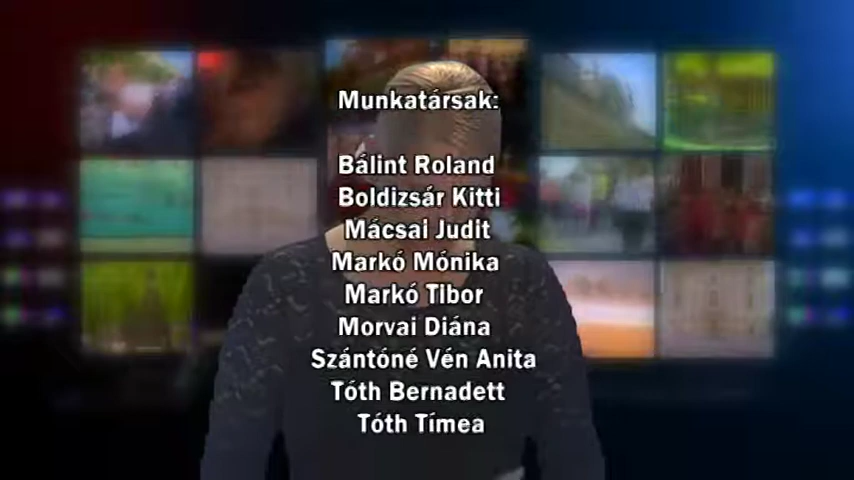 Munkatársak:
Bálint Roland
Boldizsár Kitti
Mácsai Judit
Markó Mónika
Markó Tibor
Morvai Diána
Szántóné Vén Anita
Tóth Bernadett
Tóth Tímea